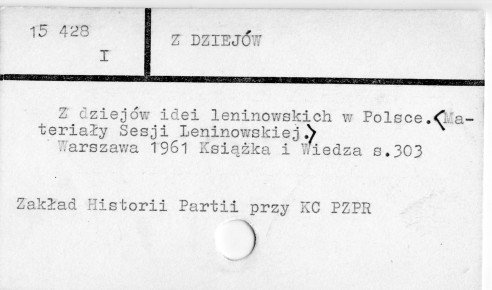 15 428
I
Z DZIEJÓW
Z dziejów idei leninowskich w Polsce.<Ma-
teriały Sesji Leninowskiej.>
Warszawa 1961 Książka i Wiedza s.303
Zakład Historii Partii przy KC PZPR